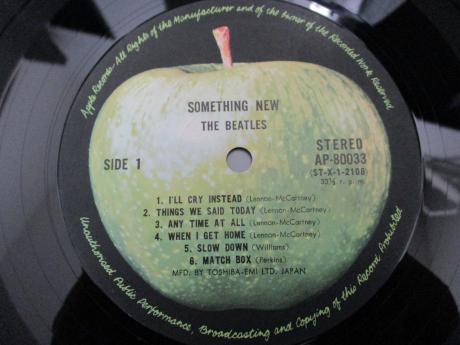 Apple Records - All Rights of the Manufacturer and of the Owner of the Recorded Work Reserved.
SOMETHING NEW
THE BEATLES
SIDE 1
STEREO
AP-80033
(ST-X-1-2108)
33⅓ r. p. m.
1. I'LL CRY INSTEAD (Lennon-McCartney)
2. THINGS WE SAID TODAY (Lennon-McCartney)
3. ANY TIME AT ALL (Lennon-McCartney)
4. WHEN I GET HOME (Lennon-McCartney)
5. SLOW DOWN (Williams)
6. MATCH BOX (Perkins)
MFD. BY TOSHIBA-EMI LTD. JAPAN
Unauthorised Public Performance, Broadcasting and Copying of this Record Prohibited